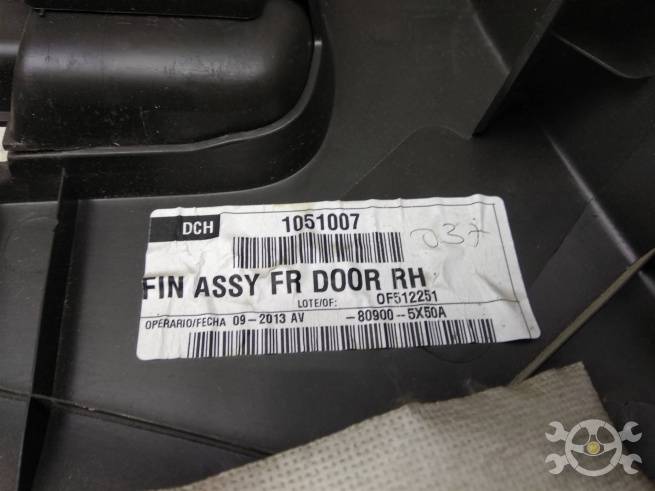 DCH 1051007
037
FIN ASSY FR DOOR RH
LOTE/OF: OF512251
OPERARIO/FECHA 09-2013 AV -80900-5X50A